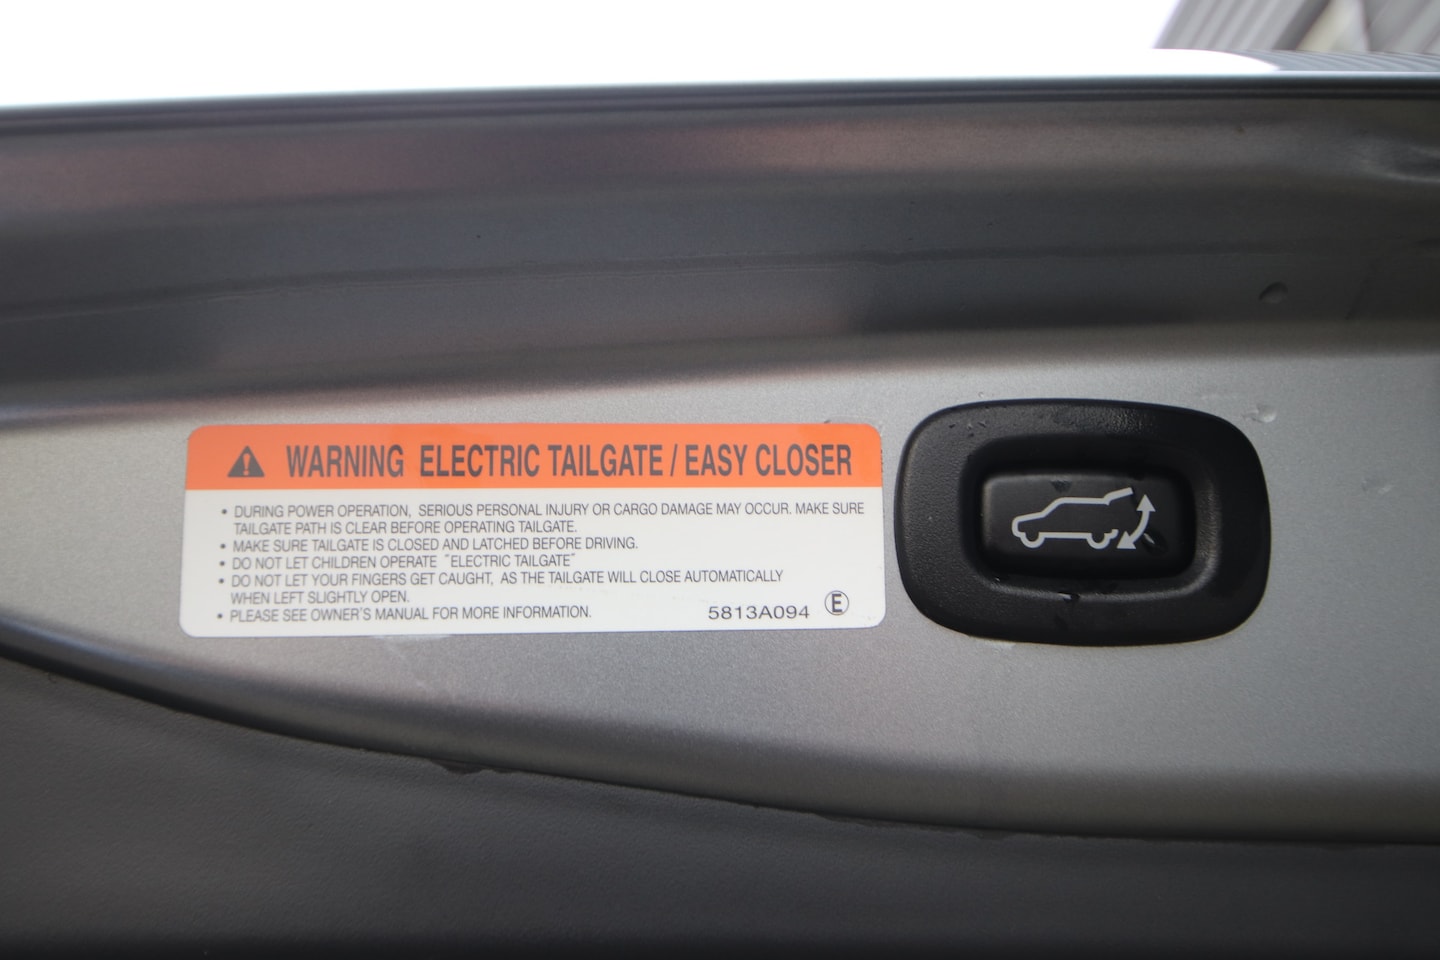 WARNING ELECTRIC TAILGATE / EASY CLOSER
• DURING POWER OPERATION, SERIOUS PERSONAL INJURY OR CARGO DAMAGE MAY OCCUR. MAKE SURE
TAILGATE PATH IS CLEAR BEFORE OPERATING TAILGATE.
• MAKE SURE TAILGATE IS CLOSED AND LATCHED BEFORE DRIVING.
• DO NOT LET CHILDREN OPERATE "ELECTRIC TAILGATE"
• DO NOT LET YOUR FINGERS GET CAUGHT, AS THE TAILGATE WILL CLOSE AUTOMATICALLY
WHEN LEFT SLIGHTLY OPEN.
• PLEASE SEE OWNER'S MANUAL FOR MORE INFORMATION.
5813A094 Ⓔ